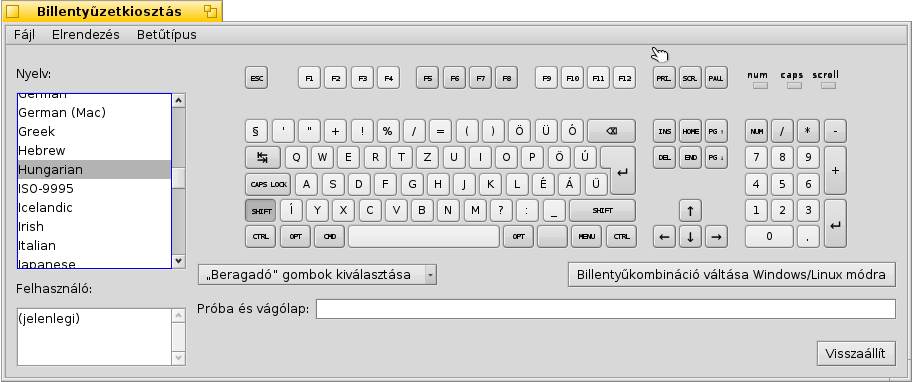 Billentyűzetkiosztás
Fájl Elrendezés Betűtípus
Nyelv:
German
German (Mac)
Greek
Hebrew
Hungarian
ISO-9995
Icelandic
Irish
Italian
Japanese
Felhasználó:
(jelenlegi)
ESC F1 F2 F3 F4 F5 F6 F7 F8 F9 F10 F11 F12 PRI. SCR. PAU. num caps scroll
§ ' " + ! % / = ( ) Ö Ü Ó ⌫ INS HOME PG ↑ NUM / * -
↹ Q W E R T Z U I O P Ő Ú ↵ DEL END PG ↓ 7 8 9 +
CAPS LOCK A S D F G H J K L É Á Ű 4 5 6
SHIFT Í Y X C V B N M ? : _ SHIFT ↑ 1 2 3 ↵
CTRL OPT CMD OPT MENU CTRL ← ↓ → 0 .
„Beragadó" gombok kiválasztása
Billentyűkombináció váltása Windows/Linux módra
Próba és vágólap:
Visszaállít